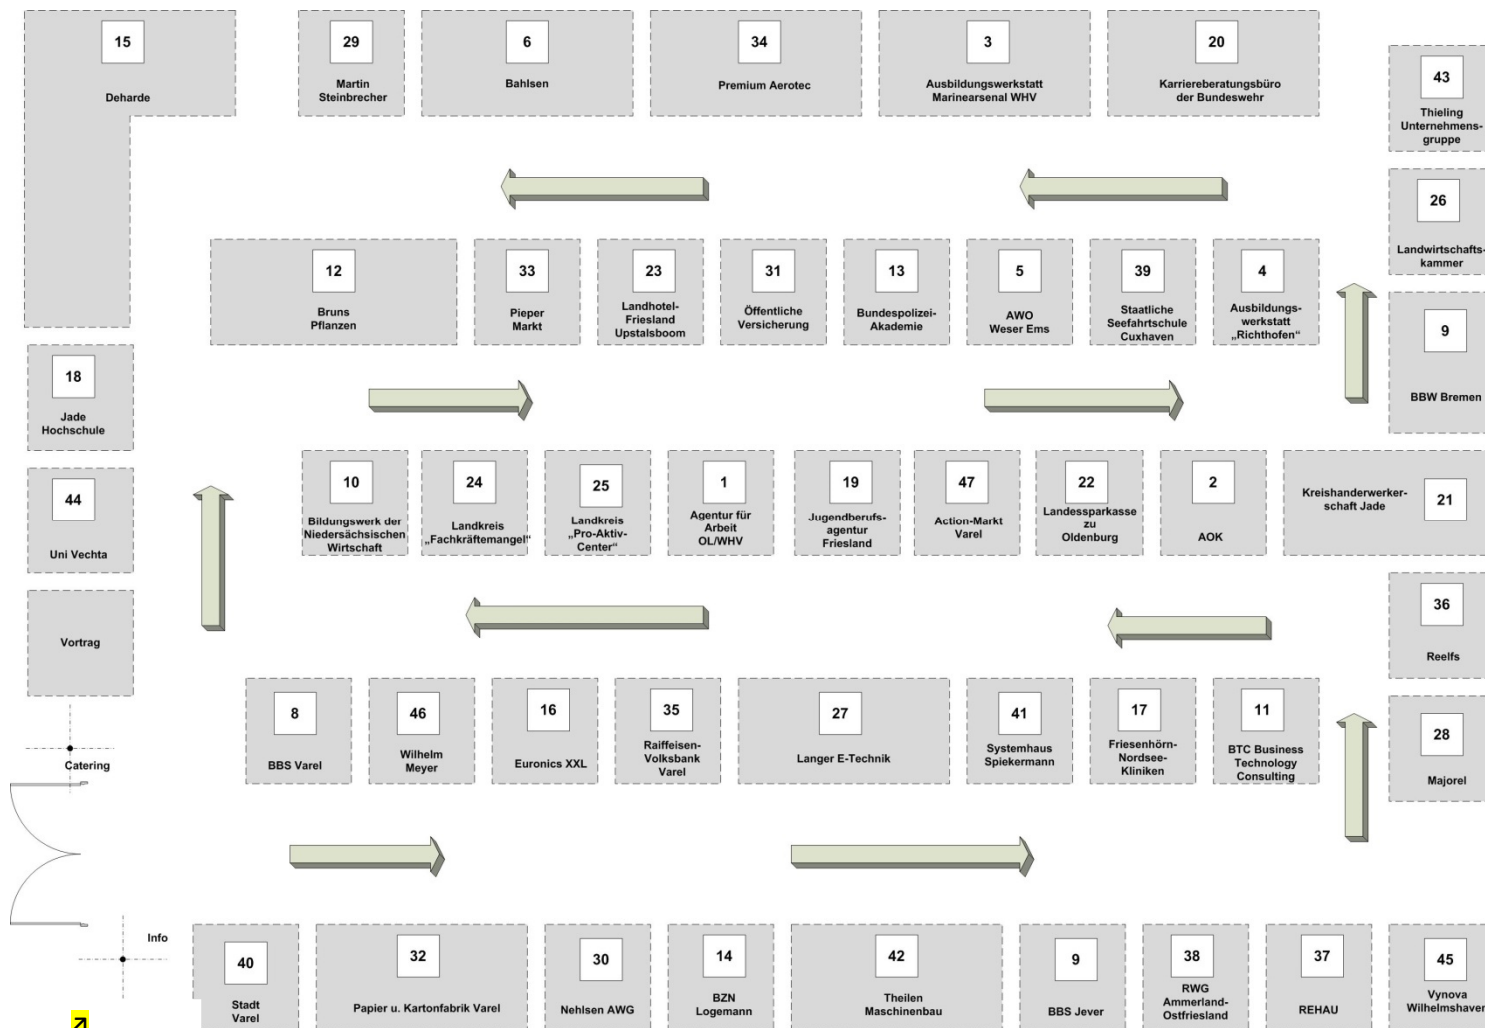 15
Deharde
29
Martin
Steinbrecher
6
Bahlsen
34
Premium Aerotec
3
Ausbildungswerkstatt
Marinearsenal WHV
20
Karriereberatungsbüro
der Bundeswehr
43
Thieling
Unternehmens-
gruppe
26
Landwirtschafts-
kammer
12
Bruns
Pflanzen
33
Pieper
Markt
23
Landhotel-
Friesland
Upstalsboom
31
Öffentliche
Versicherung
13
Bundespolizei-
Akademie
5
AWO
Weser Ems
39
Staatliche
Seefahrtschule
Cuxhaven
4
Ausbildungs-
werkstatt
„Richthofen“
9
BBW Bremen
18
Jade
Hochschule
10
Bildungswerk der
Niedersächsischen
Wirtschaft
24
Landkreis
„Fachkräftemangel“
25
Landkreis
„Pro-Aktiv-
Center“
1
Agentur für
Arbeit
OL/WHV
19
Jugendberufs-
agentur
Friesland
47
Action-Markt
Varel
22
Landessparkasse
zu
Oldenburg
2
AOK
Kreishanderwerker-
schaft Jade
21
44
Uni Vechta
Vortrag
36
Reelfs
8
BBS Varel
46
Wilhelm
Meyer
16
Euronics XXL
35
Raiffeisen-
Volksbank
Varel
27
Langer E-Technik
41
Systemhaus
Spiekermann
17
Friesenhörn-
Nordsee-
Kliniken
11
BTC Business
Technology
Consulting
28
Majorel
Catering
Info
40
Stadt
Varel
32
Papier u. Kartonfabrik Varel
30
Nehlsen AWG
14
BZN
Logemann
42
Theilen
Maschinenbau
9
BBS Jever
38
RWG
Ammerland-
Ostfriesland
37
REHAU
45
Vynova
Wilhelmshaven